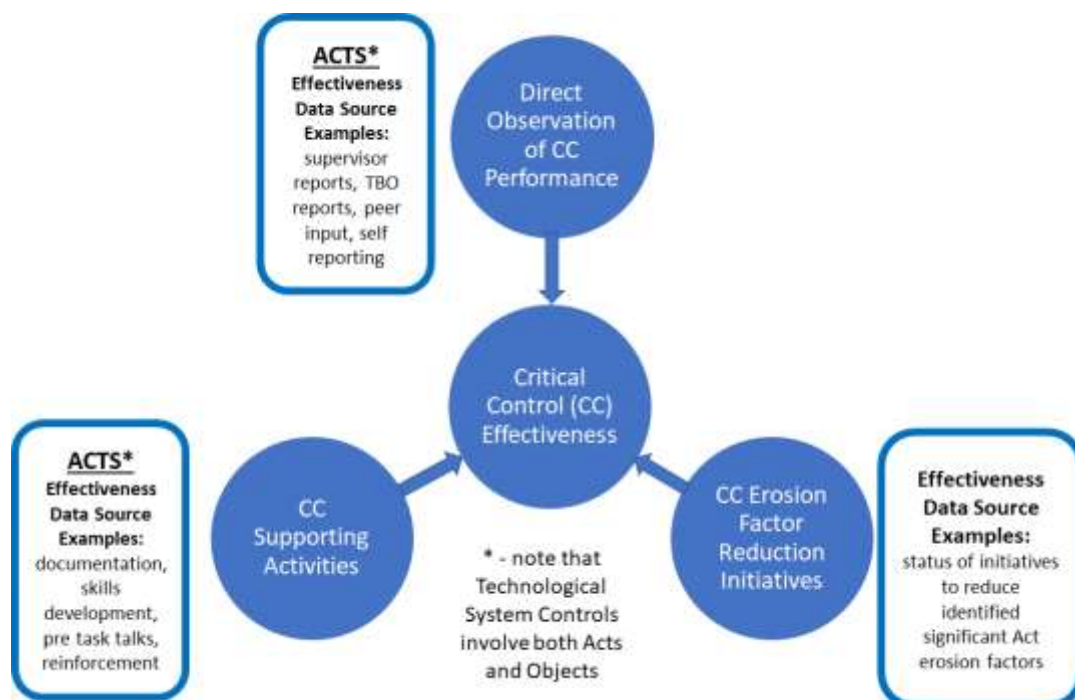 ACTS*
Effectiveness
Data Source
Examples:
supervisor
reports, TBO
reports, peer
input, self
reporting
Direct
Observation
of CC
Performance
Critical
Control (CC)
Effectiveness
ACTS*
Effectiveness
Data Source
Examples:
documentation,
skills
development,
pre task talks,
reinforcement
CC
Supporting
Activities
* - note that
Technological
System Controls
involve both Acts
and Objects
CC Erosion
Factor
Reduction
Initiatives
Effectiveness
Data Source
Examples:
status of initiatives
to reduce
identified
significant Act
erosion factors